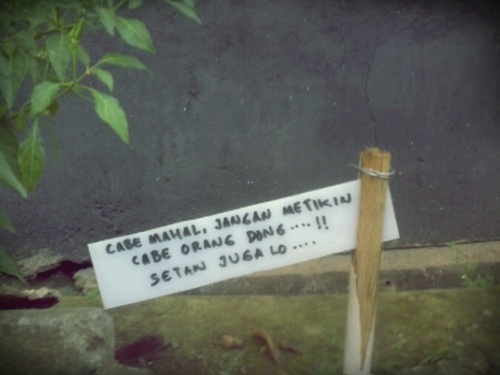 CABE MAHAL, JANGAN METIKIN
CABE ORANG DONG....!!
SETAN JUGA LO....